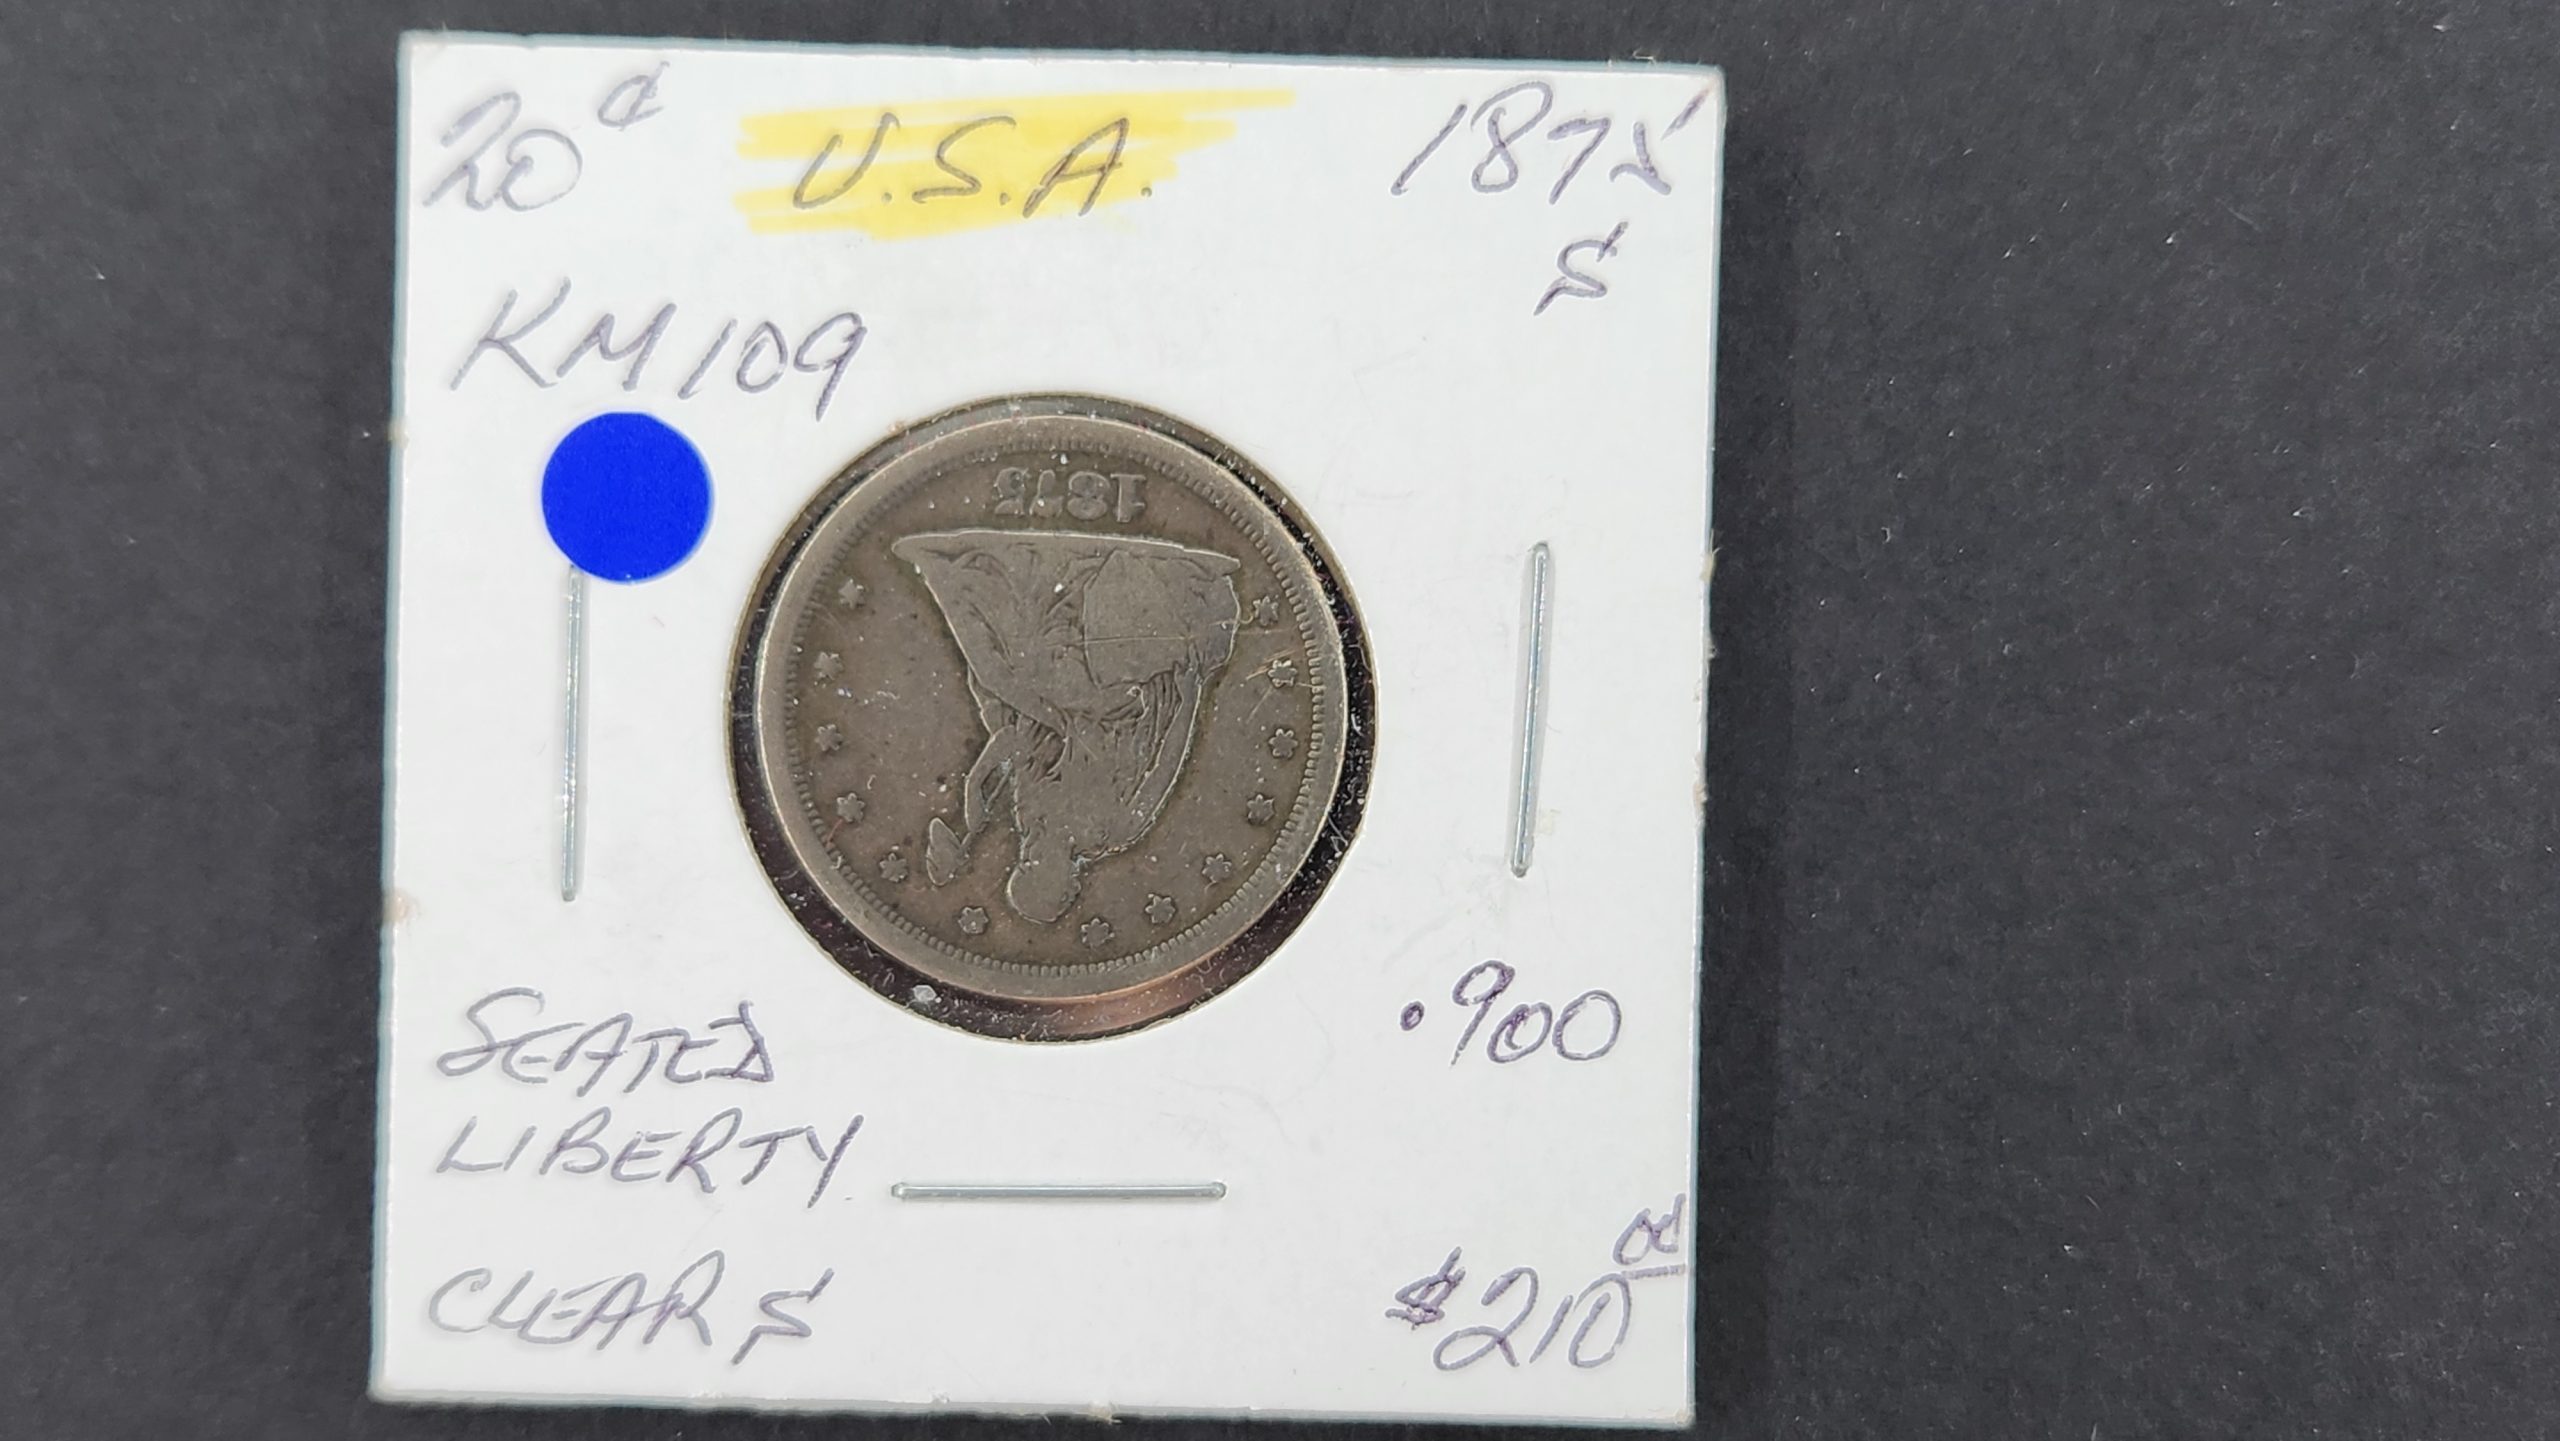 20¢ U.S.A. 1875
S
KM109
1875
SEATED
LIBERTY
.900
CLEAR S
$210.00